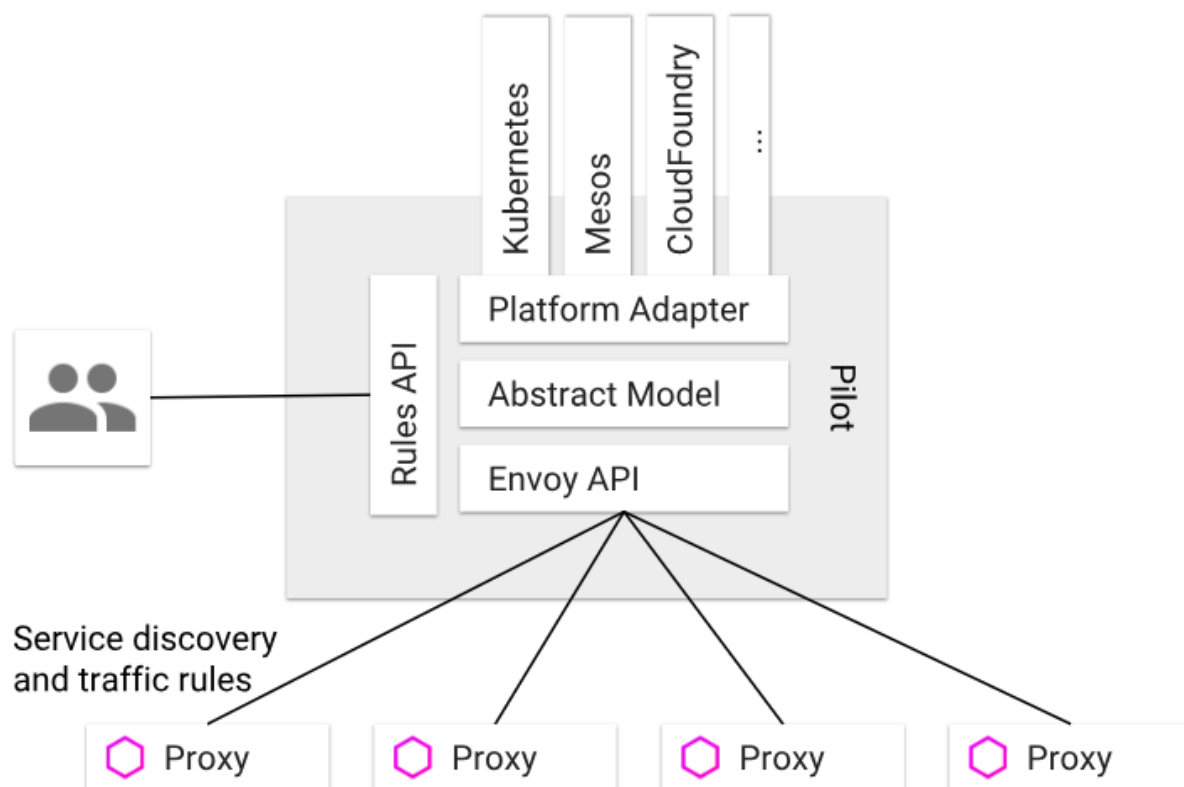 Kubernetes
Mesos
CloudFoundry
...
Platform Adapter
Rules API
Abstract Model
Pilot
Envoy API
Service discovery
and traffic rules
Proxy
Proxy
Proxy
Proxy